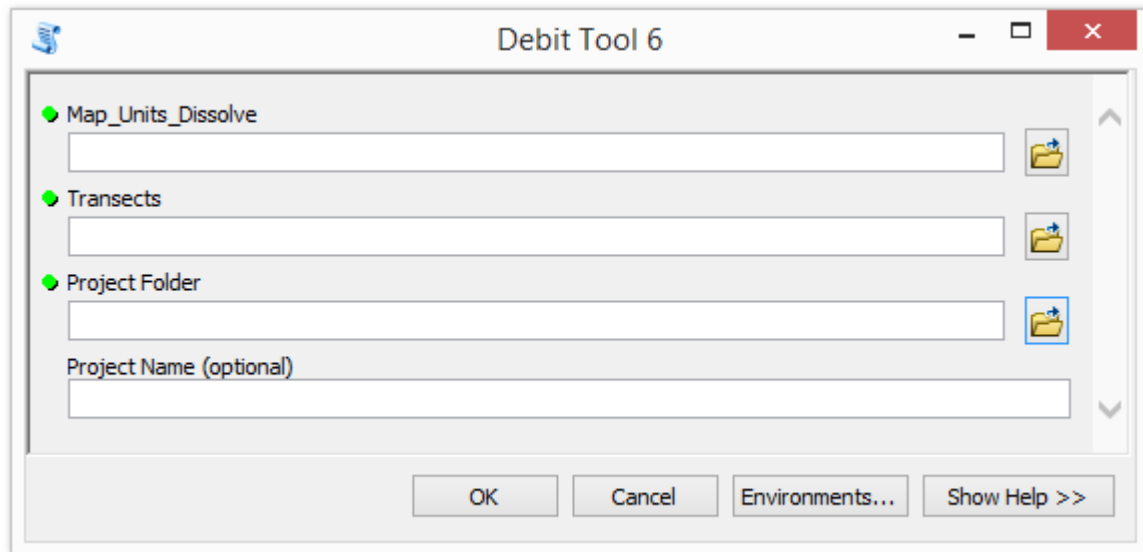 Debit Tool 6
Map_Units_Dissolve
Transects
Project Folder
Project Name (optional)
OK Cancel Environments... Show Help >>